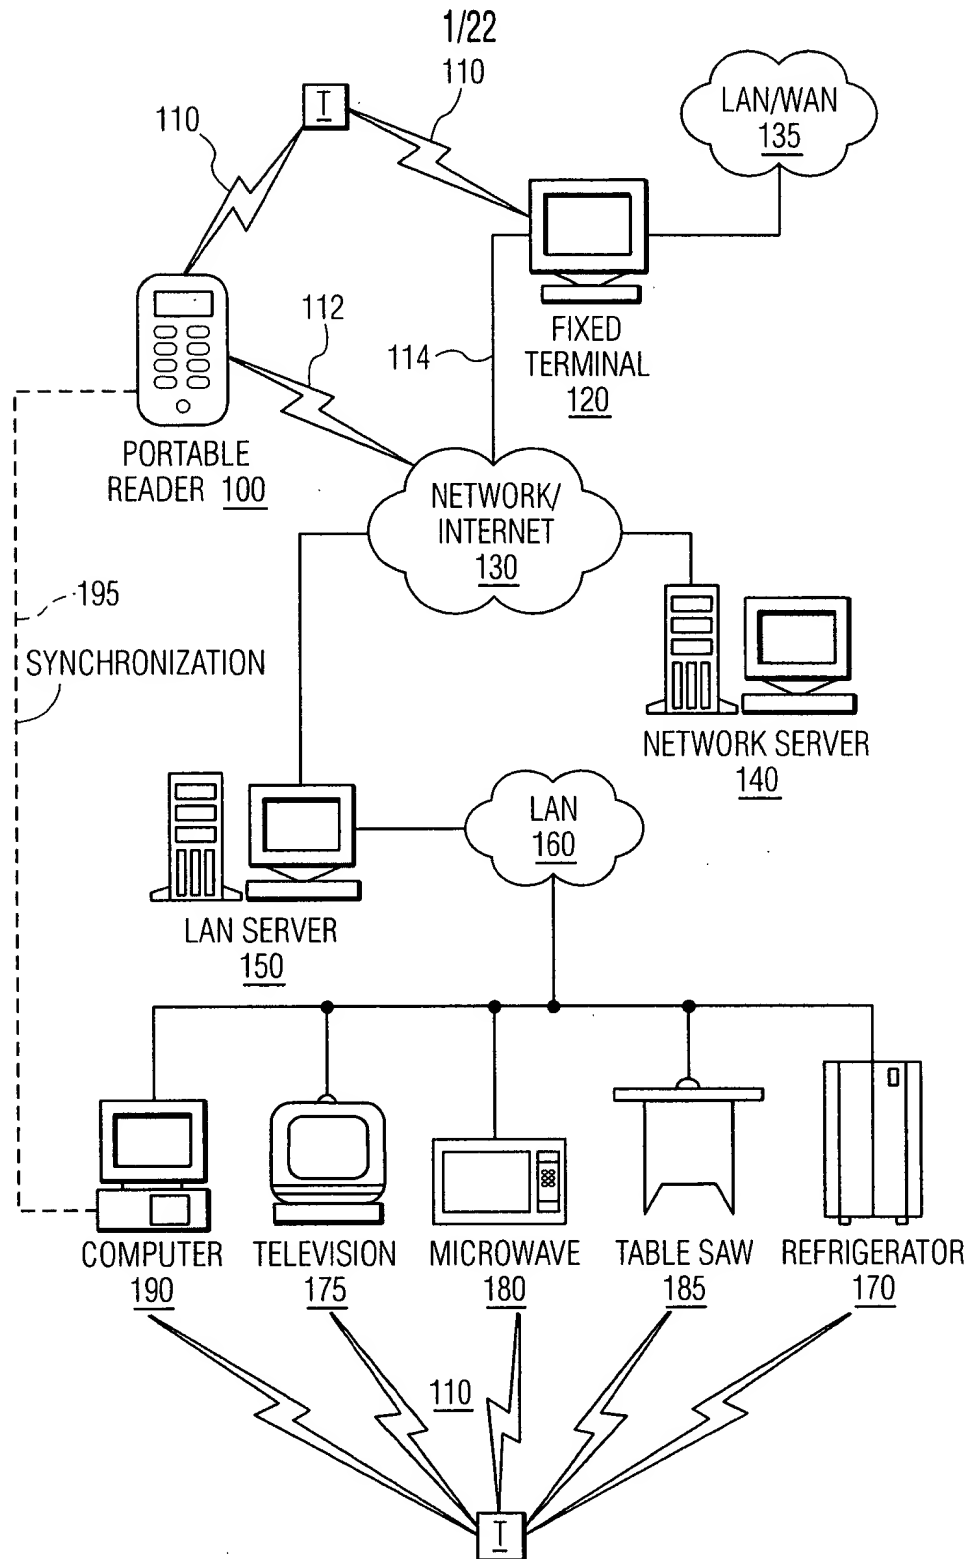 1/22
110
T
110
LAN/WAN
135
112
114
FIXED
TERMINAL
120
PORTABLE
READER 100
NETWORK/
INTERNET
130
195
SYNCHRONIZATION
NETWORK SERVER
140
LAN
160
LAN SERVER
150
COMPUTER
190
TELEVISION
175
MICROWAVE
180
TABLE SAW
185
REFRIGERATOR
170
110
T